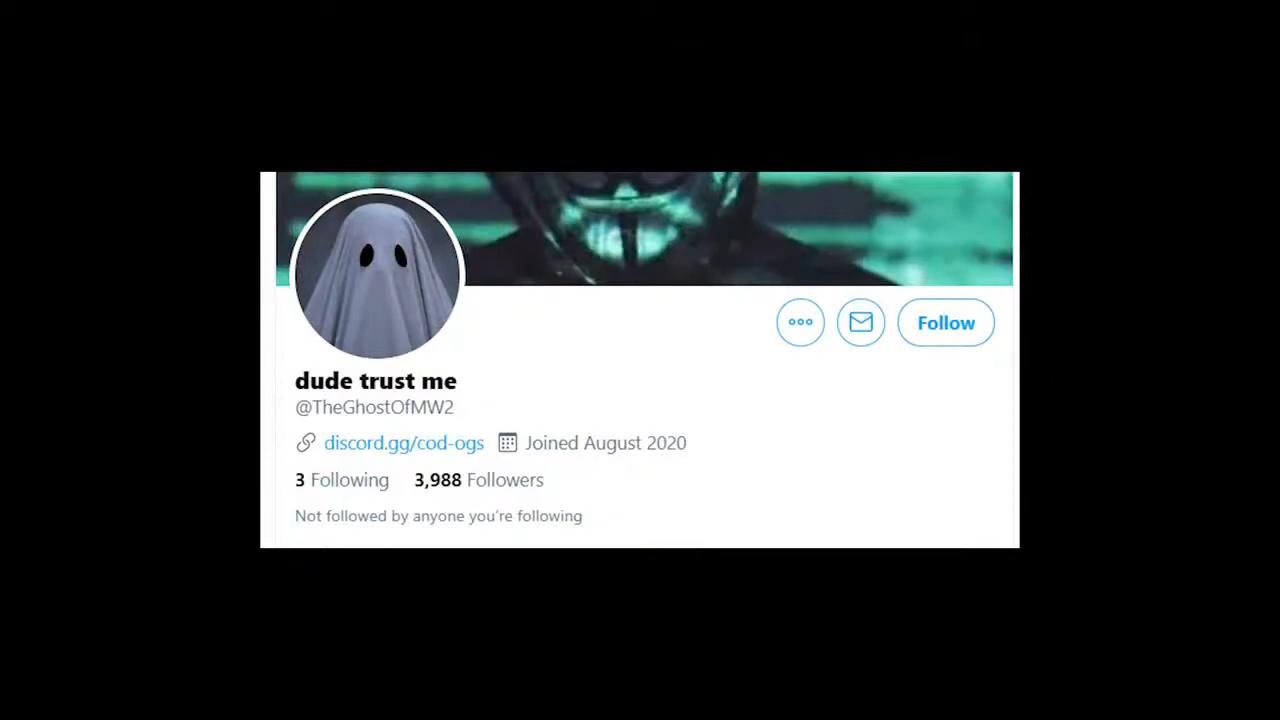 Follow
dude trust me
@TheGhostOfMW2
discord.gg/cod-ogs Joined August 2020
3 Following 3,988 Followers
Not followed by anyone you're following